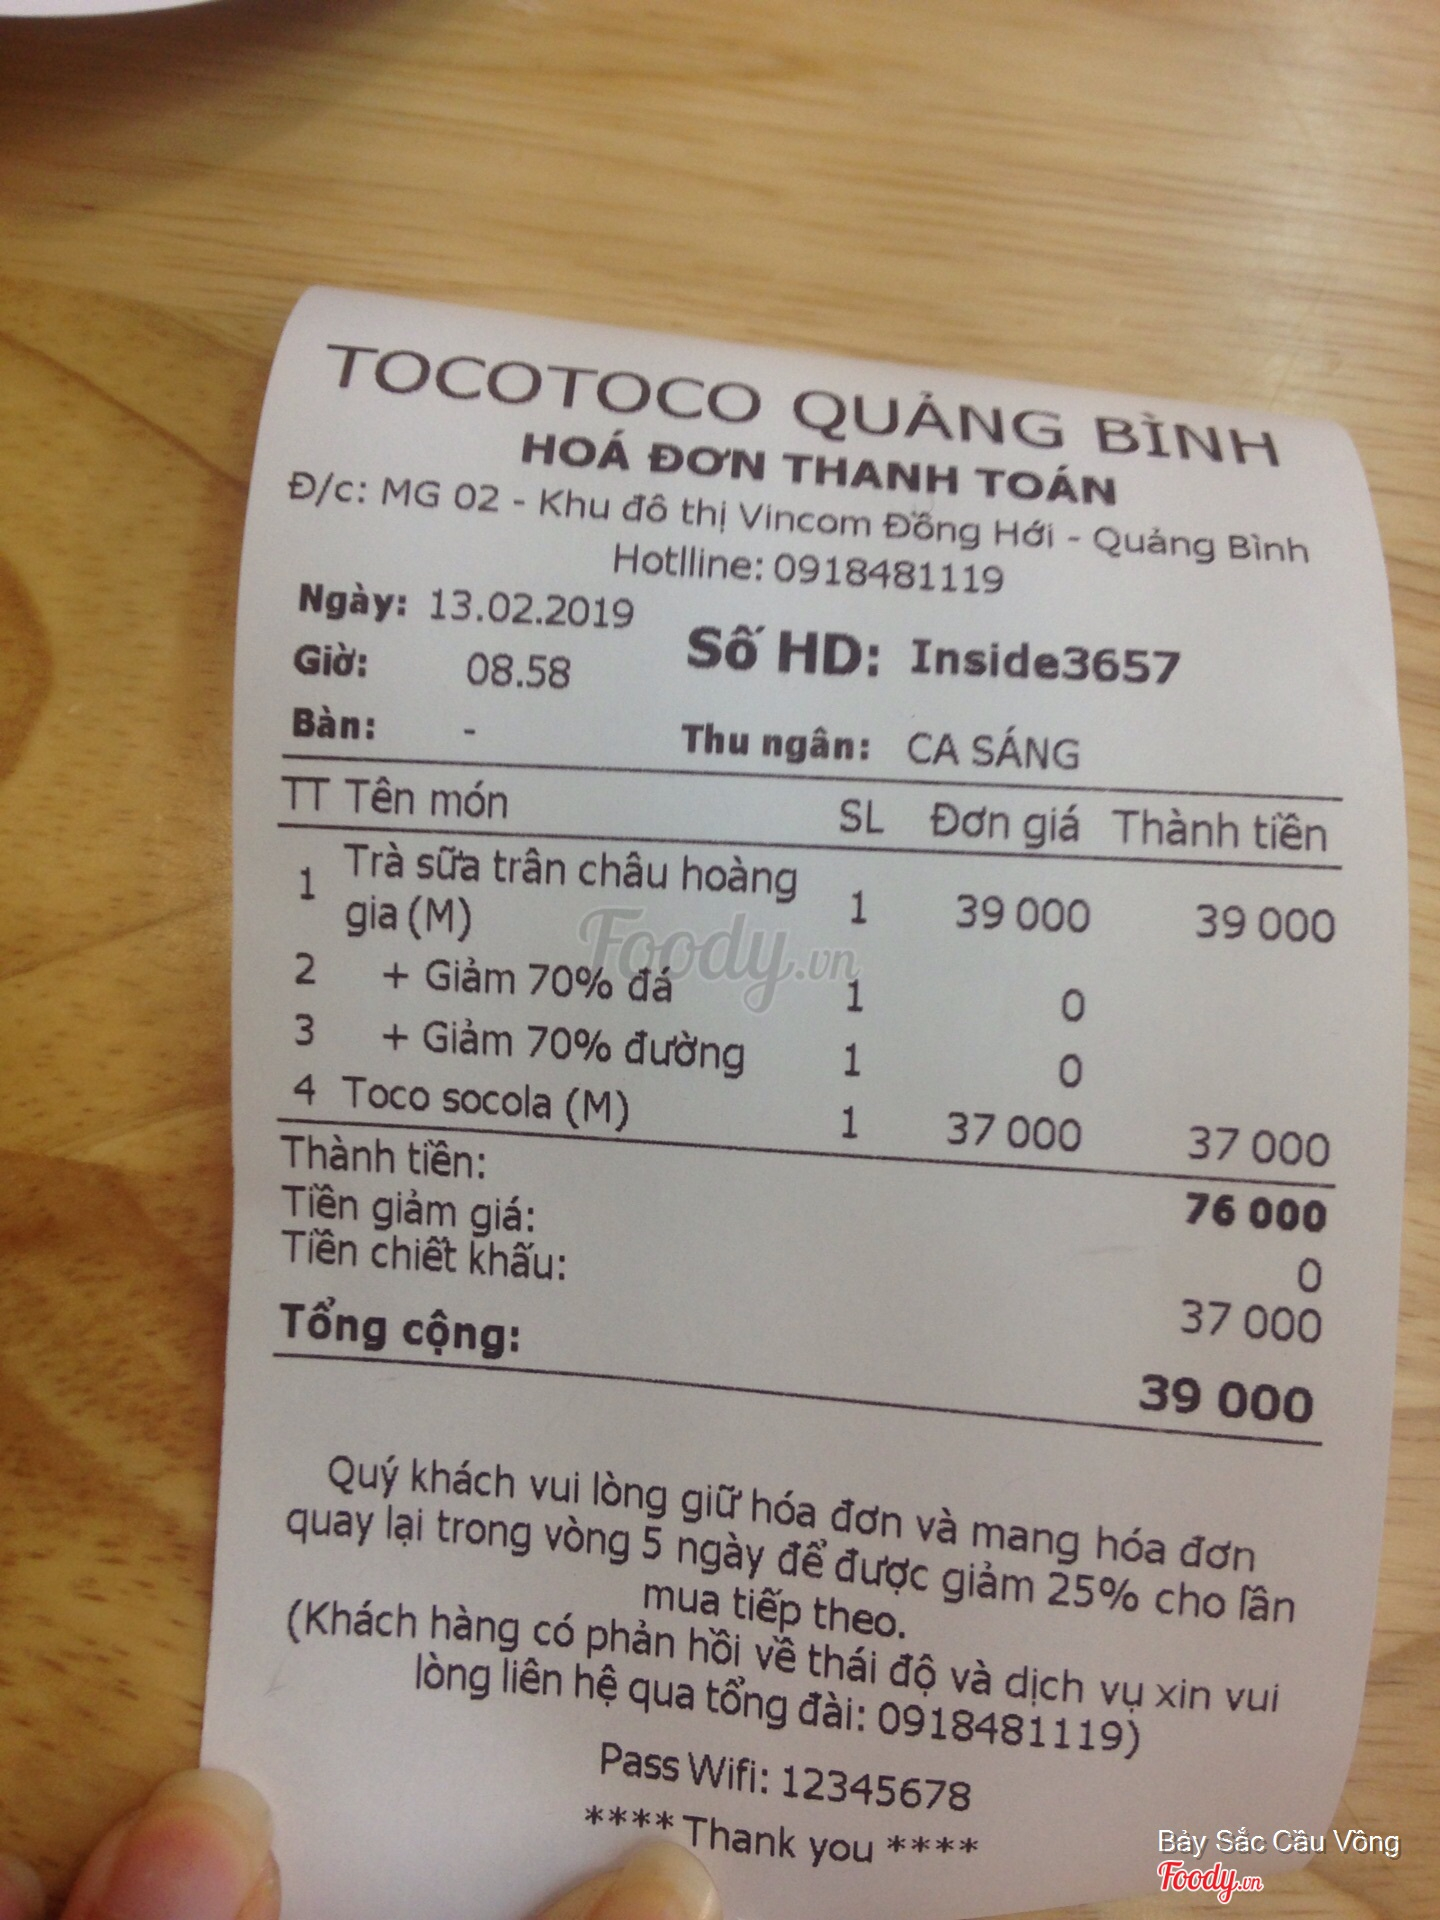 TOCOTOCO QUẢNG BÌNH
HOÁ ĐƠN THANH TOÁN
Đ/c: MG 02 - Khu đô thị Vincom Đồng Hới - Quảng Bình
Hotlline: 0918481119
Ngày: 13.02.2019
Giờ: 08.58 Số HD: Inside3657
Bàn: - Thu ngân: CA SÁNG
TT Tên món SL Đơn giá Thành tiền
1 Trà sữa trân châu hoàng
gia (M) 1 39 000 39 000
2 + Giảm 70% đá 1 0
3 + Giảm 70% đường 1 0
4 Toco socola (M) 1 37 000 37 000
Thành tiền: 76 000
Tiền giảm giá: 0
Tiền chiết khấu: 37 000
Tổng cộng: 39 000
Quý khách vui lòng giữ hóa đơn và mang hóa đơn
quay lại trong vòng 5 ngày để được giảm 25% cho lần
mua tiếp theo.
(Khách hàng có phản hồi về thái độ và dịch vụ xin vui
lòng liên hệ qua tổng đài: 0918481119)
Pass Wifi: 12345678
**** Thank you ****
Foody.vn
Bảy Sắc Cầu Vồng
Foody.vn